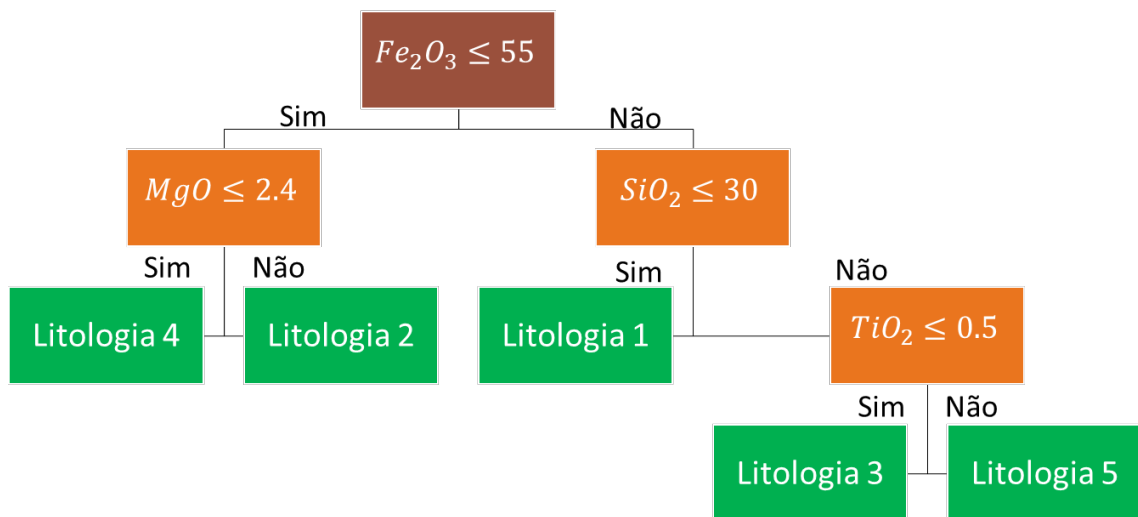 Fe₂O₃ ≤ 55
Sim
Não
MgO ≤ 2.4
SiO₂ ≤ 30
Sim
Não
Sim
Não
Litologia 4
Litologia 2
Litologia 1
TiO₂ ≤ 0.5
Sim
Não
Litologia 3
Litologia 5